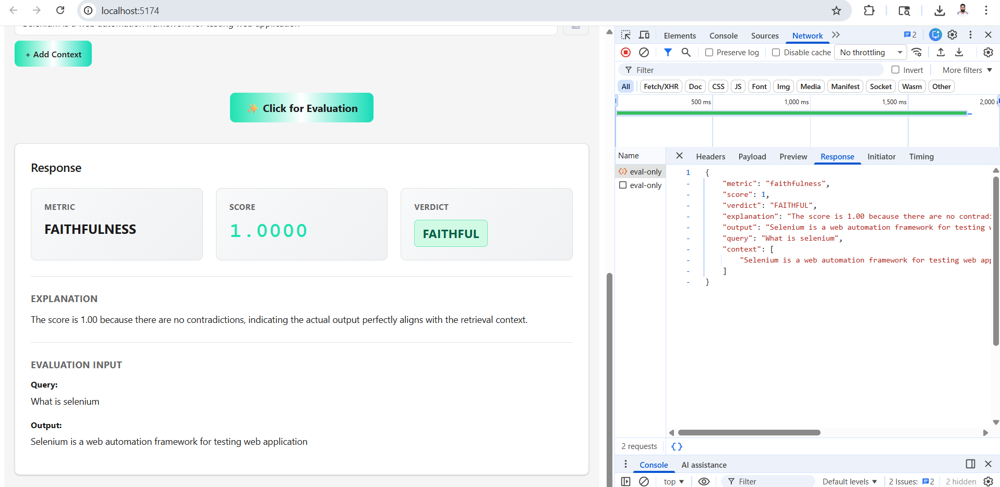 localhost:5174
Selenium is a web automation framework for testing web application
+ Add Context
✨ Click for Evaluation
Response
METRIC
FAITHFULNESS
SCORE
1.0000
VERDICT
FAITHFUL
EXPLANATION
The score is 1.00 because there are no contradictions, indicating the actual output perfectly aligns with the retrieval context.
EVALUATION INPUT
Query:
What is selenium
Output:
Selenium is a web automation framework for testing web application
Elements Console Sources Network 2
Preserve log Disable cache No throttling
Filter Invert More filters
All Fetch/XHR Doc CSS JS Font Img Media Manifest Socket Wasm Other
500 ms 1,000 ms 1,500 ms 2,000
Name Headers Payload Preview Response Initiator Timing
eval-only
eval-only
1 {
- "metric": "faithfulness",
- "score": 1,
- "verdict": "FAITHFUL",
- "explanation": "The score is 1.00 because there are no contradi
- "output": "Selenium is a web automation framework for testing w
- "query": "What is selenium",
- "context": [
- "Selenium is a web automation framework for testing web app
- ]
- }
2 requests {}
Console AI assistance
top Filter Default levels 2 Issues: 2 2 hidden